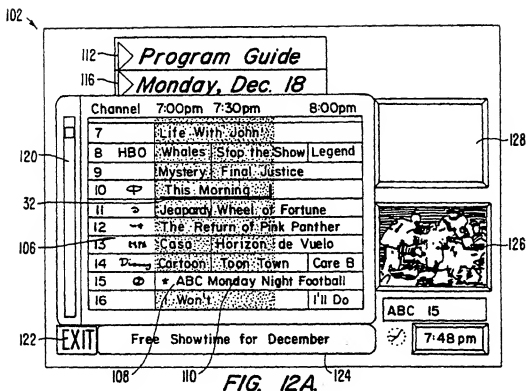 102
112 Program Guide
116 Monday, Dec. 18
Channel 7:00pm 7:30pm 8:00pm
7 Life With John
120
128
8 HBO Whales Stop the Show Legend
9 Mystery Final Justice
10 This Morning
32
11 Jeopardy Wheel of Fortune
12 The Return of Pink Panther
106
13 Casa Horizon de Vuelo
126
14 Cartoon Toon Town Care B
15 * ABC Monday Night Football
16 Won't I'll Do
ABC 15
122 EXIT Free Showtime for December 7:48 pm
108 110 124
FIG. 12A.